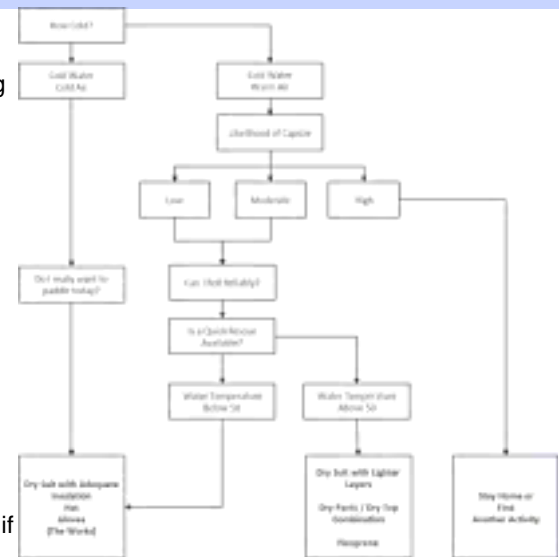 How Cold?
g
Cold Water
Cold Air
Cold Water
Warm Air
Likelihood of Capsize
Low
Moderate
High
Do I really want to
paddle today?
Can I Roll Reliably?
Is a Quick Rescue
Available?
Water Temperature
Below 50
Water Temperature
Above 50
Dry Suit with Adequate
Insulation
Hat
Gloves
(The Works)
if
Dry Suit with Lighter
Layers
Dry Pants / Dry Top
Combination
Neoprene
Stay Home or
Find
Another Activity